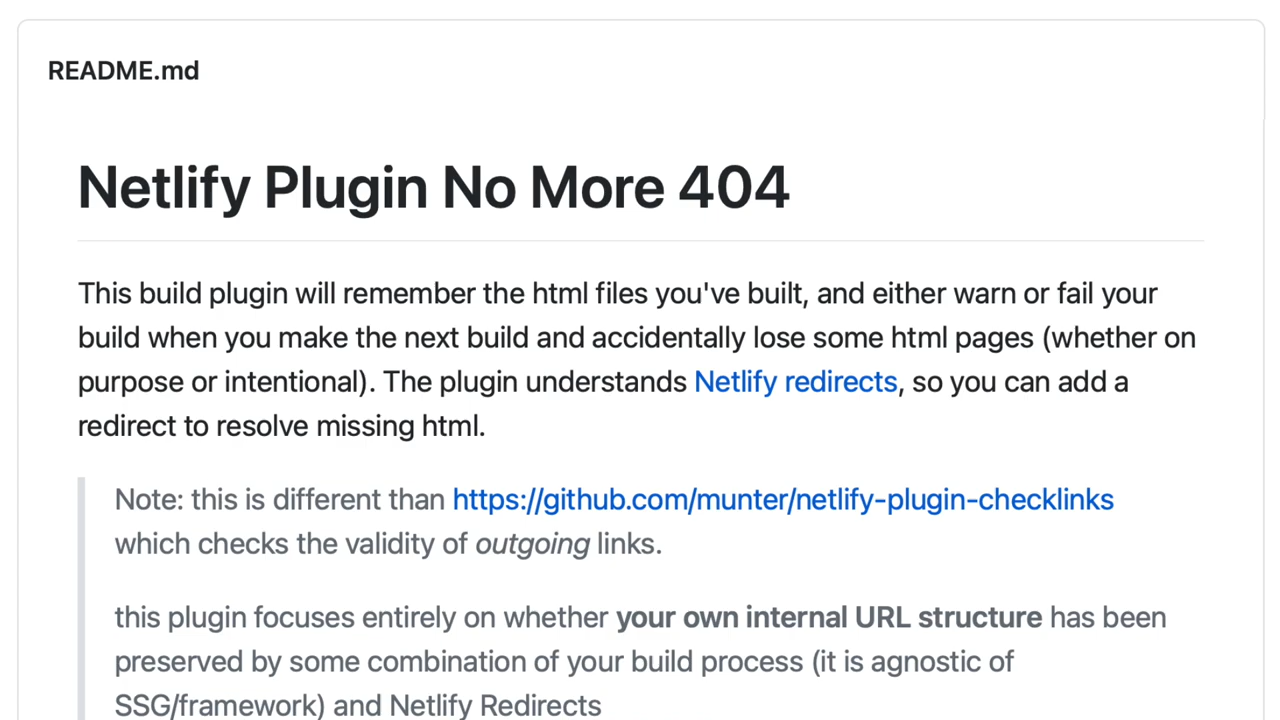 README.md
Netlify Plugin No More 404
This build plugin will remember the html files you've built, and either warn or fail your
build when you make the next build and accidentally lose some html pages (whether on
purpose or intentional). The plugin understands Netlify redirects, so you can add a
redirect to resolve missing html.
Note: this is different than https://github.com/munter/netlify-plugin-checklinks
which checks the validity of outgoing links.
this plugin focuses entirely on whether your own internal URL structure has been
preserved by some combination of your build process (it is agnostic of
SSG/framework) and Netlify Redirects